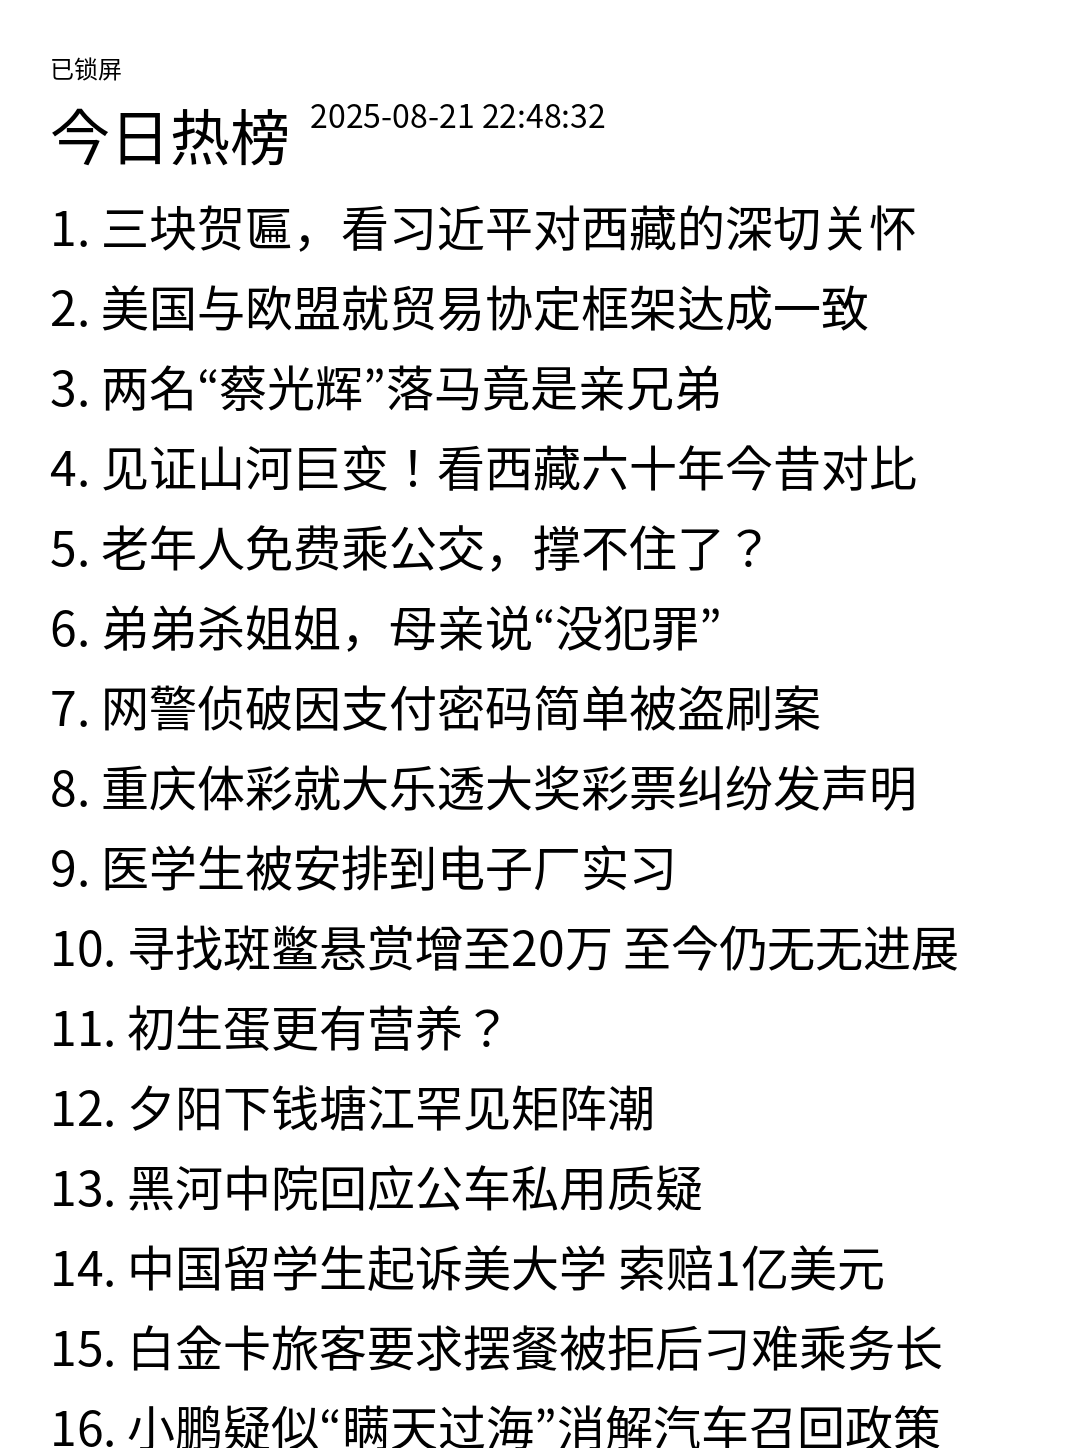 已锁屏
今日热榜 2025-08-21 22:48:32
1. 三块贺匾，看习近平对西藏的深切关怀
2. 美国与欧盟就贸易协定框架达成一致
3. 两名“蔡光辉”落马竟是亲兄弟
4. 见证山河巨变！看西藏六十年今昔对比
5. 老年人免费乘公交，撑不住了？
6. 弟弟杀姐姐，母亲说“没犯罪”
7. 网警侦破因支付密码简单被盗刷案
8. 重庆体彩就大乐透大奖彩票纠纷发声明
9. 医学生被安排到电子厂实习
10. 寻找斑鳖悬赏增至20万 至今仍无无进展
11. 初生蛋更有营养？
12. 夕阳下钱塘江罕见矩阵潮
13. 黑河中院回应公车私用质疑
14. 中国留学生起诉美大学 索赔1亿美元
15. 白金卡旅客要求摆餐被拒后刁难乘务长
16. 小鹏疑似“瞒天过海”消解汽车召回政策